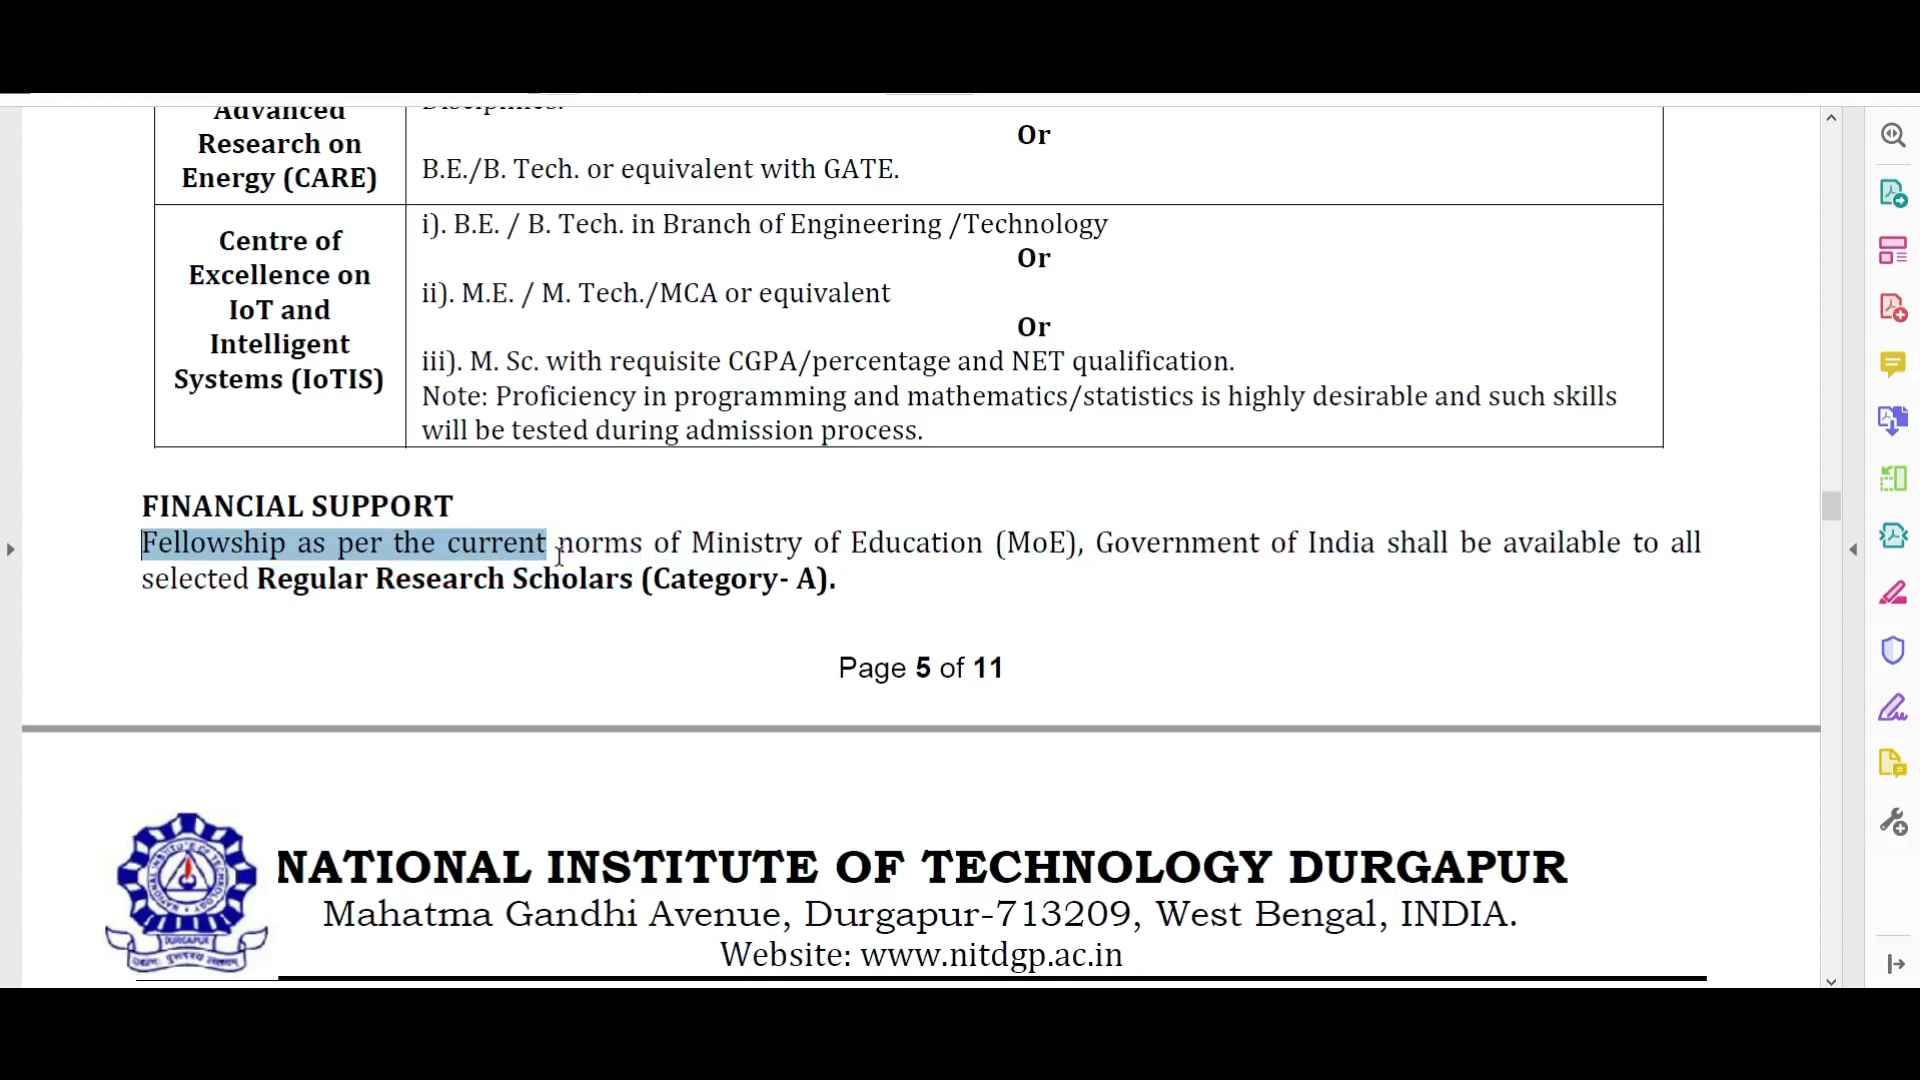 Advanced
Research on
Energy (CARE)
Disciplines.
Or
B.E./B. Tech. or equivalent with GATE.
Centre of
Excellence on
IoT and
Intelligent
Systems (IoTIS)
i). B.E. / B. Tech. in Branch of Engineering /Technology
Or
ii). M.E. / M. Tech./MCA or equivalent
Or
iii). M. Sc. with requisite CGPA/percentage and NET qualification.
Note: Proficiency in programming and mathematics/statistics is highly desirable and such skills
will be tested during admission process.
FINANCIAL SUPPORT
Fellowship as per the current norms of Ministry of Education (MoE), Government of India shall be available to all
selected Regular Research Scholars (Category- A).
Page 5 of 11
NATIONAL INSTITUTE OF TECHNOLOGY DURGAPUR
Mahatma Gandhi Avenue, Durgapur-713209, West Bengal, INDIA.
Website: www.nitdgp.ac.in